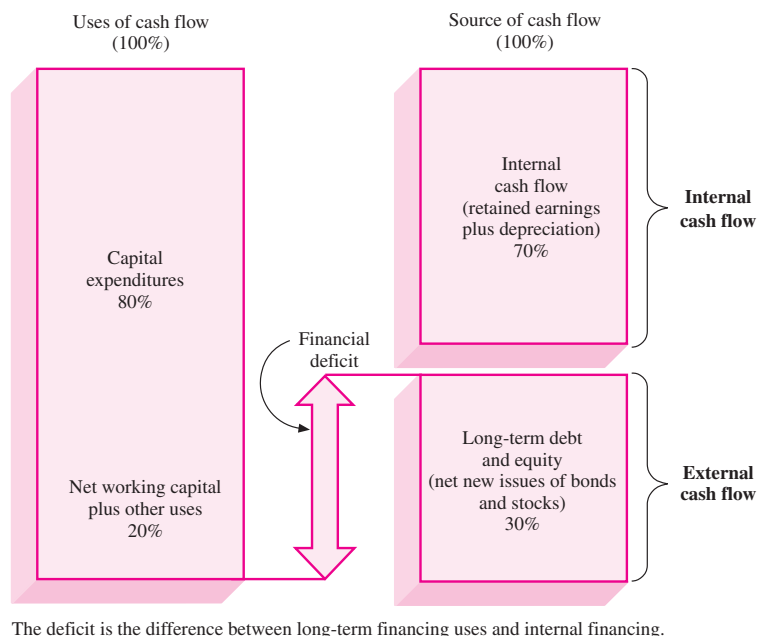 Uses of cash flow
(100%)
Source of cash flow
(100%)
Capital
expenditures
80%
Net working capital
plus other uses
20%
Financial
deficit
Internal
cash flow
(retained earnings
plus depreciation)
70%
Internal
cash flow
Long-term debt
and equity
(net new issues of bonds
and stocks)
30%
External
cash flow
The deficit is the difference between long-term financing uses and internal financing.